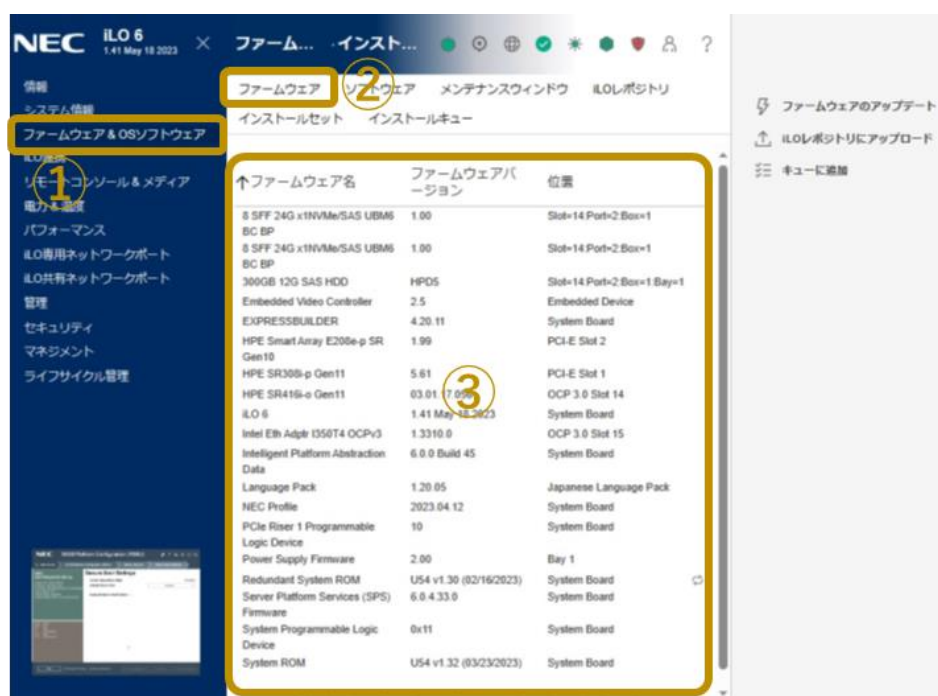 NEC iLO 6
1.41 May 18 2023
ファーム... ·インスト...
?
情報
システム情報
ファームウェア & OSソフトウェア
iLO連携
リモートコンソール & メディア
電力 & 温度
パフォーマンス
iLO専用ネットワークポート
iLO共有ネットワークポート
管理
セキュリティ
マネジメント
ライフサイクル管理
①
②
③
ファームウェア ソフトウェア メンテナンスウィンドウ iLOレポジトリ
インストールセット インストールキュー
↑ファームウェア名 ファームウェアバージョン 位置
8 SFF 24G x1NVMe/SAS UBM6 BC BP 1.00 Slot=14:Port=2:Box=1
8 SFF 24G x1NVMe/SAS UBM6 BC BP 1.00 Slot=14:Port=2:Box=1
300GB 12G SAS HDD HPD5 Slot=14:Port=2:Box=1:Bay=1
Embedded Video Controller 2.5 Embedded Device
EXPRESSBUILDER 4.20.11 System Board
HPE Smart Array E208e-p SR Gen10 1.99 PCI-E Slot 2
HPE SR308i-p Gen11 5.61 PCI-E Slot 1
HPE SR416i-o Gen11 03.01.17.056 OCP 3.0 Slot 14
iLO 6 1.41 May 18 2023 System Board
Intel Eth Adptr I350T4 OCPv3 1.3310.0 OCP 3.0 Slot 15
Intelligent Platform Abstraction Data 6.0.0 Build 45 System Board
Language Pack 1.20.05 Japanese Language Pack
NEC Profile 2023.04.12 System Board
PCIe Riser 1 Programmable Logic Device 10 System Board
Power Supply Firmware 2.00 Bay 1
Redundant System ROM U54 v1.30 (02/16/2023) System Board
Server Platform Services (SPS) Firmware 6.0.4.33.0 System Board
System Programmable Logic Device 0x11 System Board
System ROM U54 v1.32 (03/23/2023) System Board
ファームウェアのアップデート
iLOレポジトリにアップロード
キューに追加